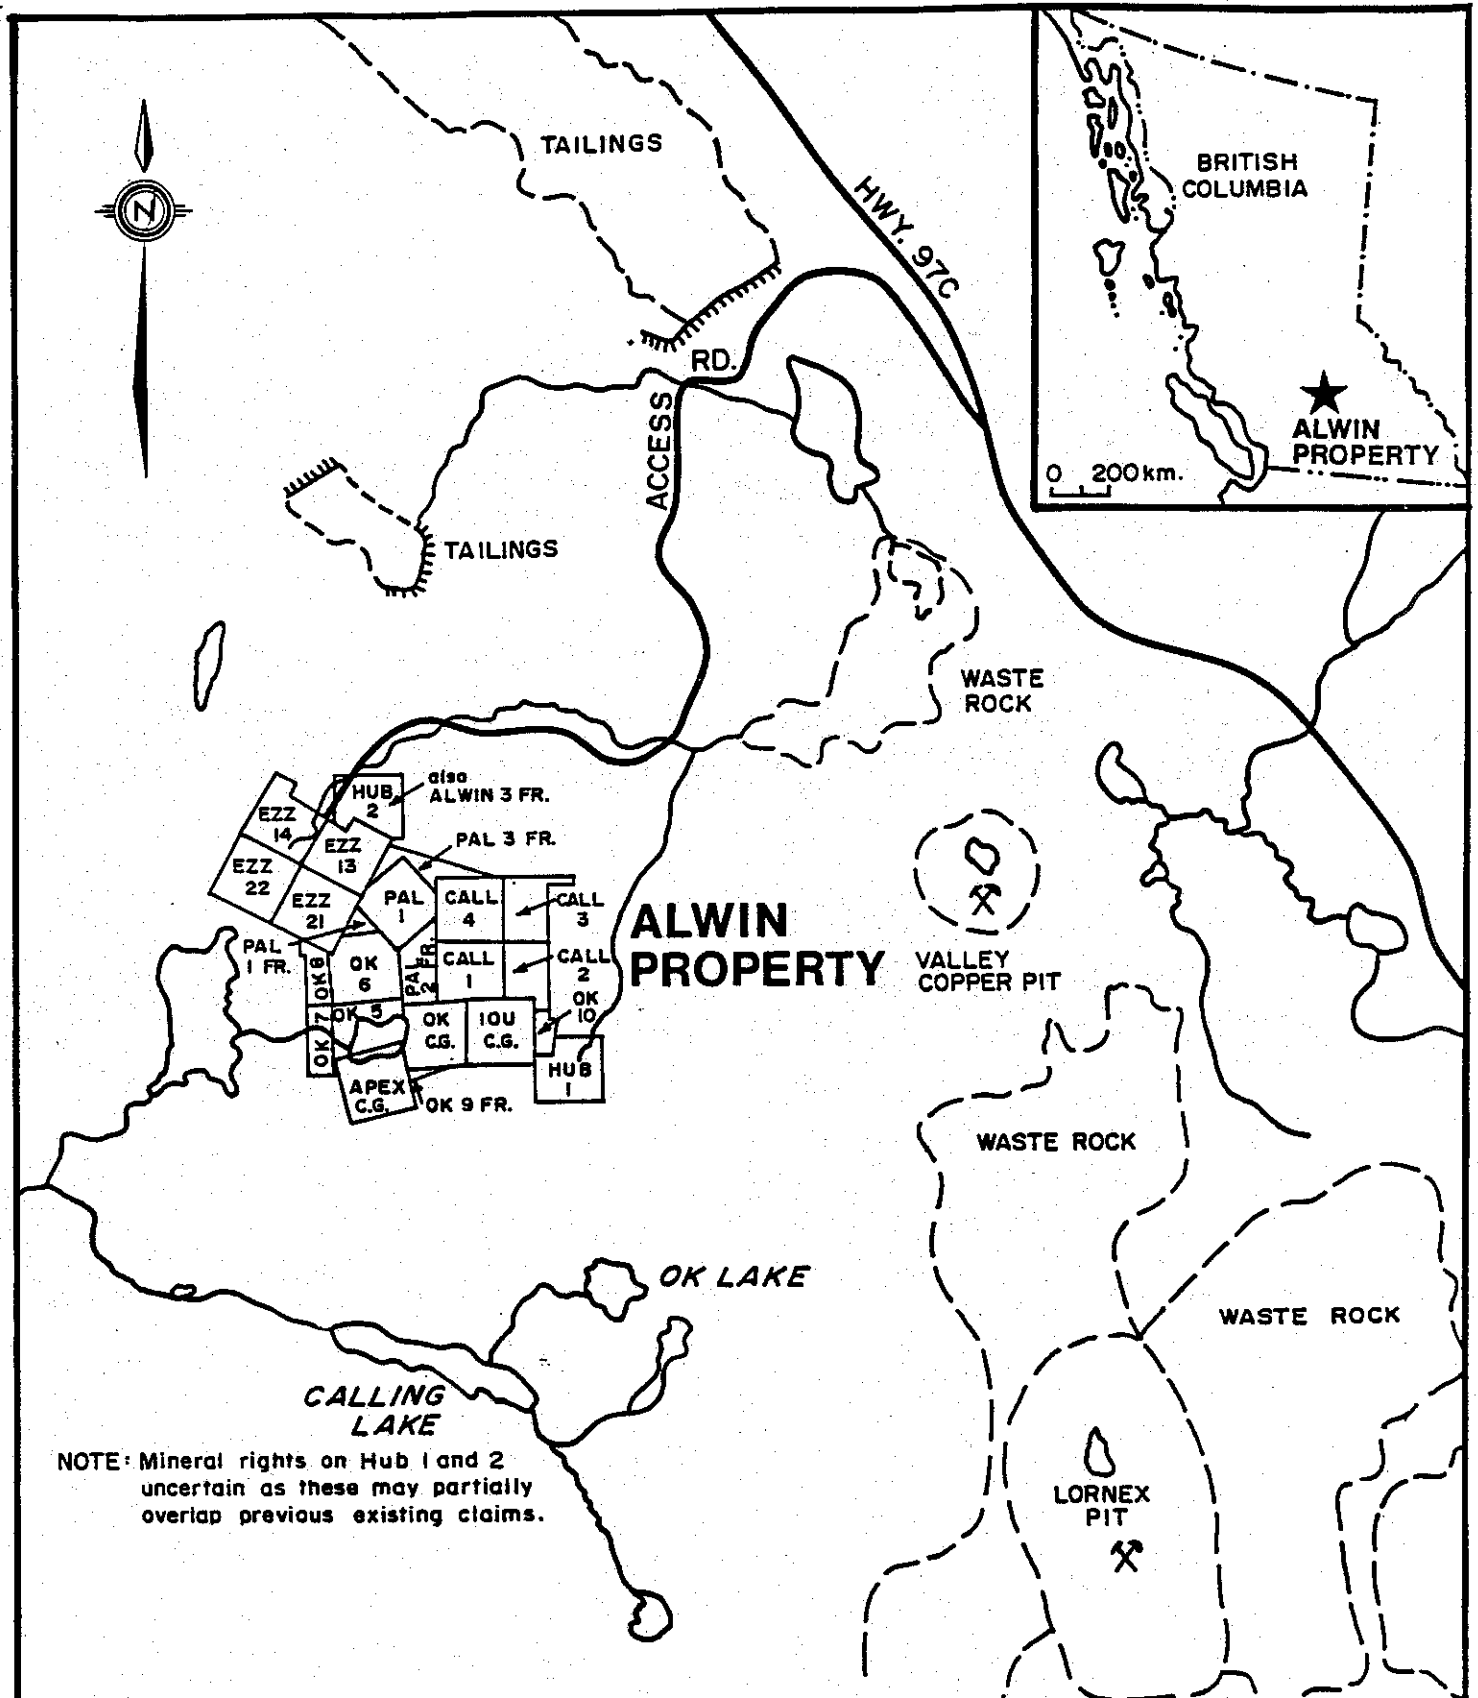 TAILINGS
HWY. 97C
BRITISH
COLUMBIA
ALWIN
PROPERTY
0 200km.
N
RD.
ACCESS
TAILINGS
WASTE
ROCK
HUB
2
also
ALWIN 3 FR.
EZZ
14
EZZ
13
PAL 3 FR.
EZZ
22
EZZ
21
PAL
1
CALL
4
CALL
3
PAL
1 FR.
OK 8
OK
6
PAL
2 FR.
CALL
1
CALL
2
ALWIN
PROPERTY
VALLEY
COPPER PIT
OK 7
OK 5
OK
C.G.
IOU
C.G.
OK
10
HUB
1
APEX
C.G.
OK 9 FR.
WASTE ROCK
OK LAKE
WASTE ROCK
CALLING
LAKE
NOTE: Mineral rights on Hub 1 and 2
uncertain as these may partially
overlap previous existing claims.
LORNEX
PIT